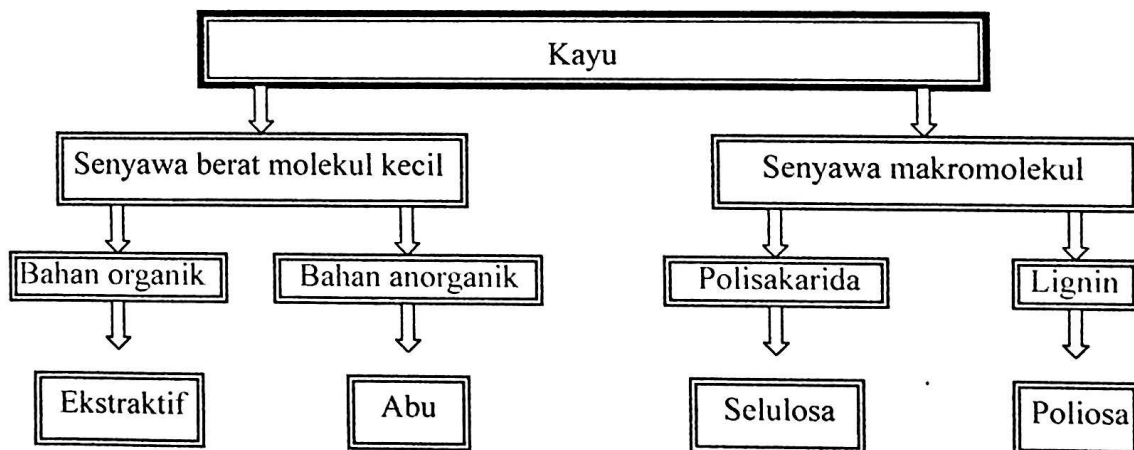 Kayu
Senyawa berat molekul kecil
Senyawa makromolekul
Bahan organik
Bahan anorganik
Polisakarida
Lignin
Ekstraktif
Abu
Selulosa
Poliosa